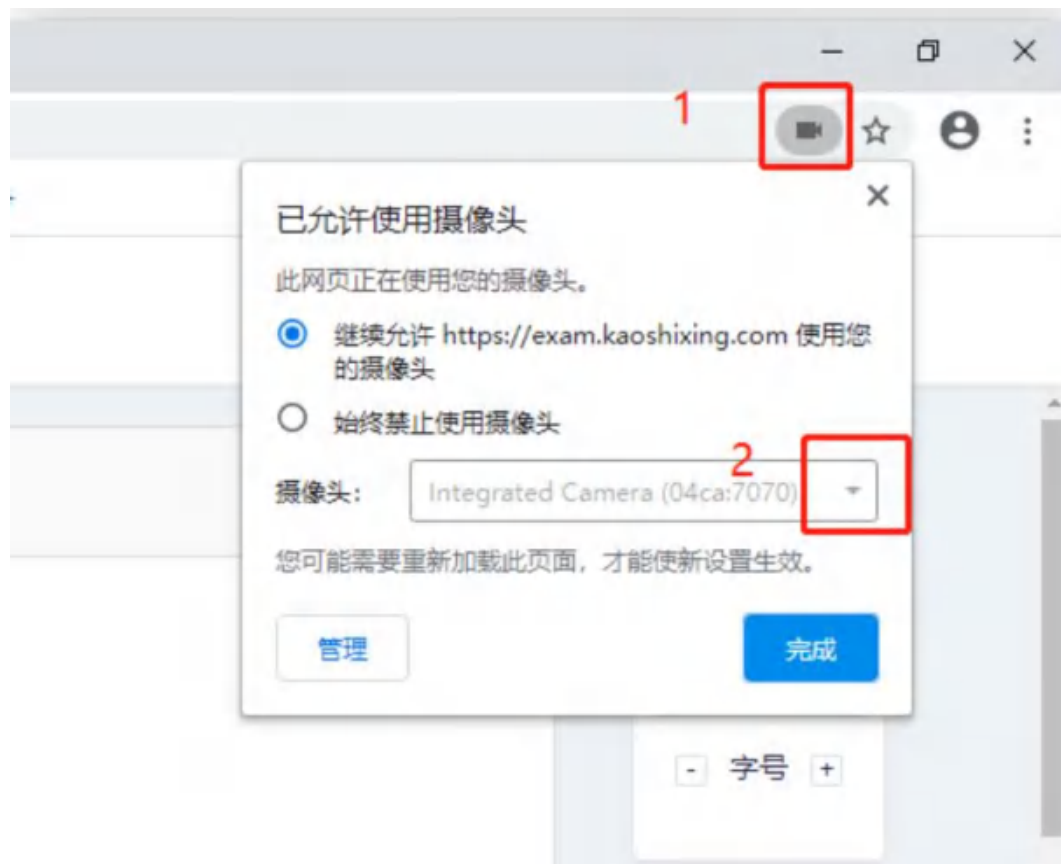 1
已允许使用摄像头
此网页正在使用您的摄像头。
继续允许 https://exam.kaoshixing.com 使用您
的摄像头
始终禁止使用摄像头
2
摄像头： Integrated Camera (04ca:7070)
您可能需要重新加载此页面，才能使新设置生效。
管理 完成
- 字号 +